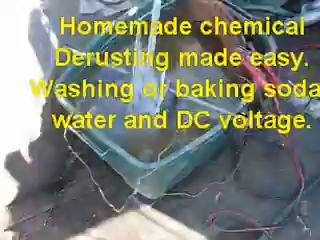 Homemade chemical
Derusting made easy.
Washing or baking soda
water and DC voltage.